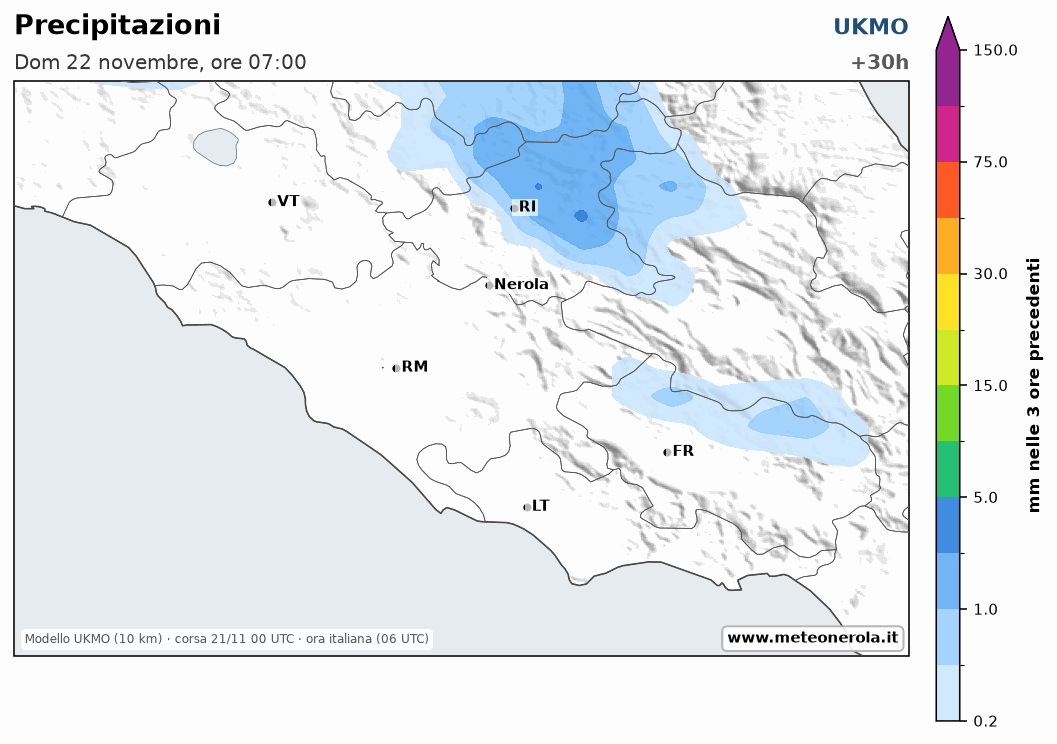 Precipitazioni
UKMO
Dom 22 novembre, ore 07:00
+30h
150.0
75.0
30.0
15.0
5.0
1.0
0.2
mm nelle 3 ore precedenti
VT
RI
Nerola
RM
FR
LT
Modello UKMO (10 km) · corsa 21/11 00 UTC · ora italiana (06 UTC)
www.meteonerola.it